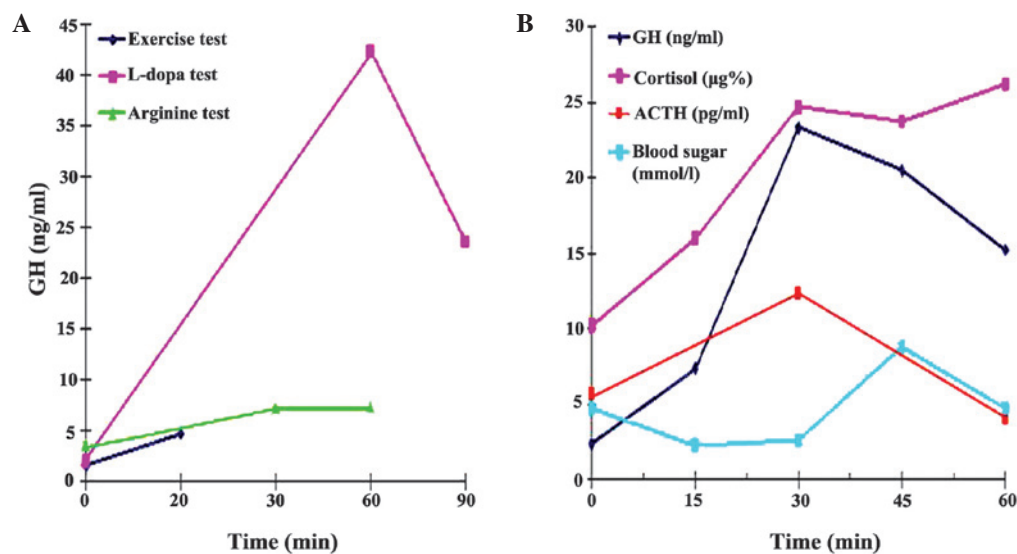 A
45
40
35
30
25
20
15
10
5
0
GH (ng/ml)
Exercise test
L-dopa test
Arginine test
0 20 30 60 90
Time (min)
B
30
25
20
15
10
5
0
GH (ng/ml)
Cortisol (µg%)
ACTH (pg/ml)
Blood sugar
(mmol/l)
0 15 30 45 60
Time (min)